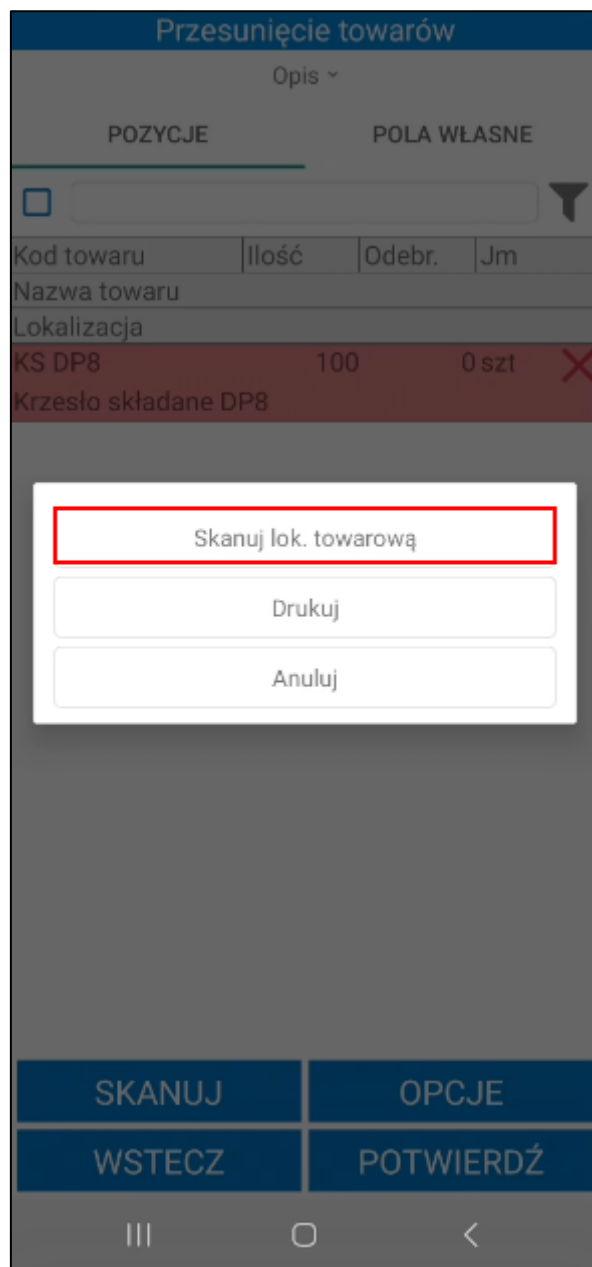 Przesunięcie towarów
Opis
POZYCJE POLA WŁASNE
Kod towaru Ilość Odebr. Jm
Nazwa towaru
Lokalizacja
KS DP8 100 0 szt
Krzesło składane DP8
Skanuj lok. towarową
Drukuj
Anuluj
SKANUJ OPCJE
WSTECZ POTWIERDŹ